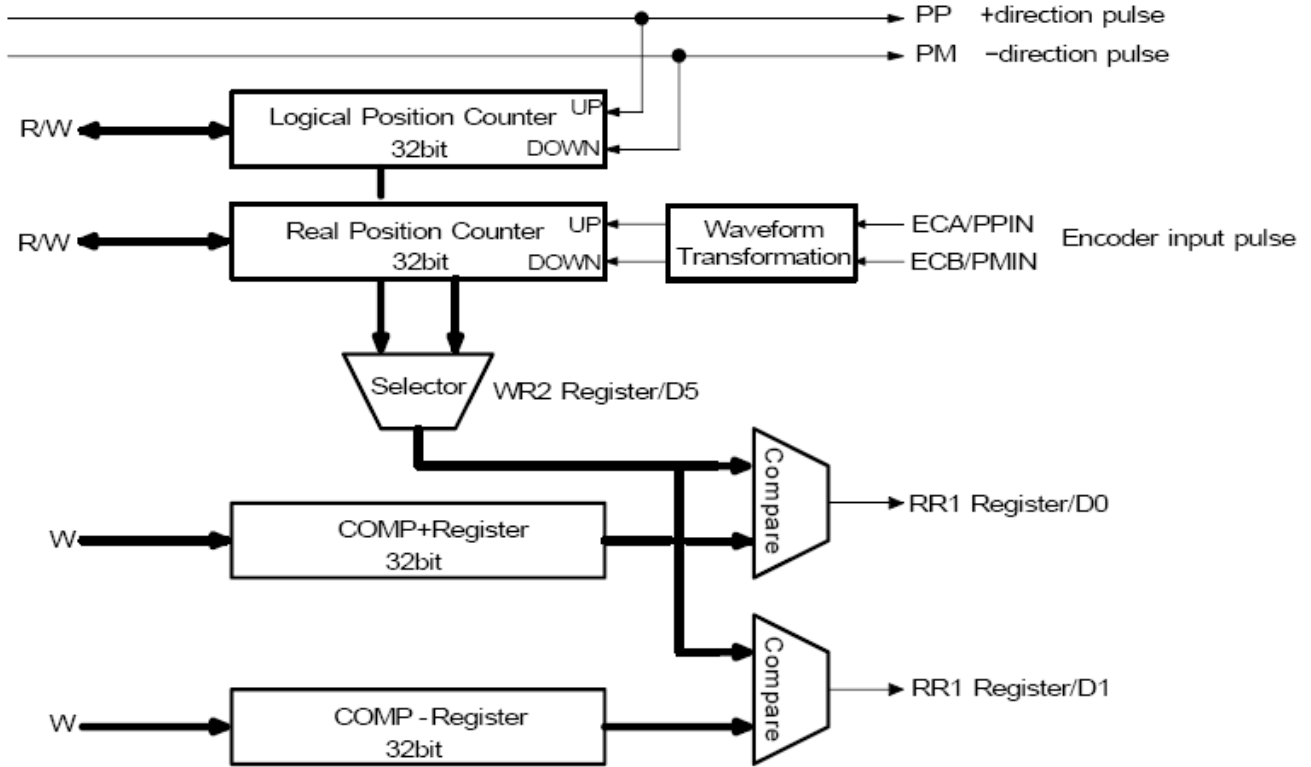 PP +direction pulse
PM −direction pulse
R/W
Logical Position Counter
32bit
UP
DOWN
R/W
Real Position Counter
32bit
UP
DOWN
Waveform
Transformation
ECA/PPIN
ECB/PMIN
Encoder input pulse
Selector
WR2 Register/D5
Compare
RR1 Register/D0
W
COMP+Register
32bit
Compare
RR1 Register/D1
W
COMP-Register
32bit